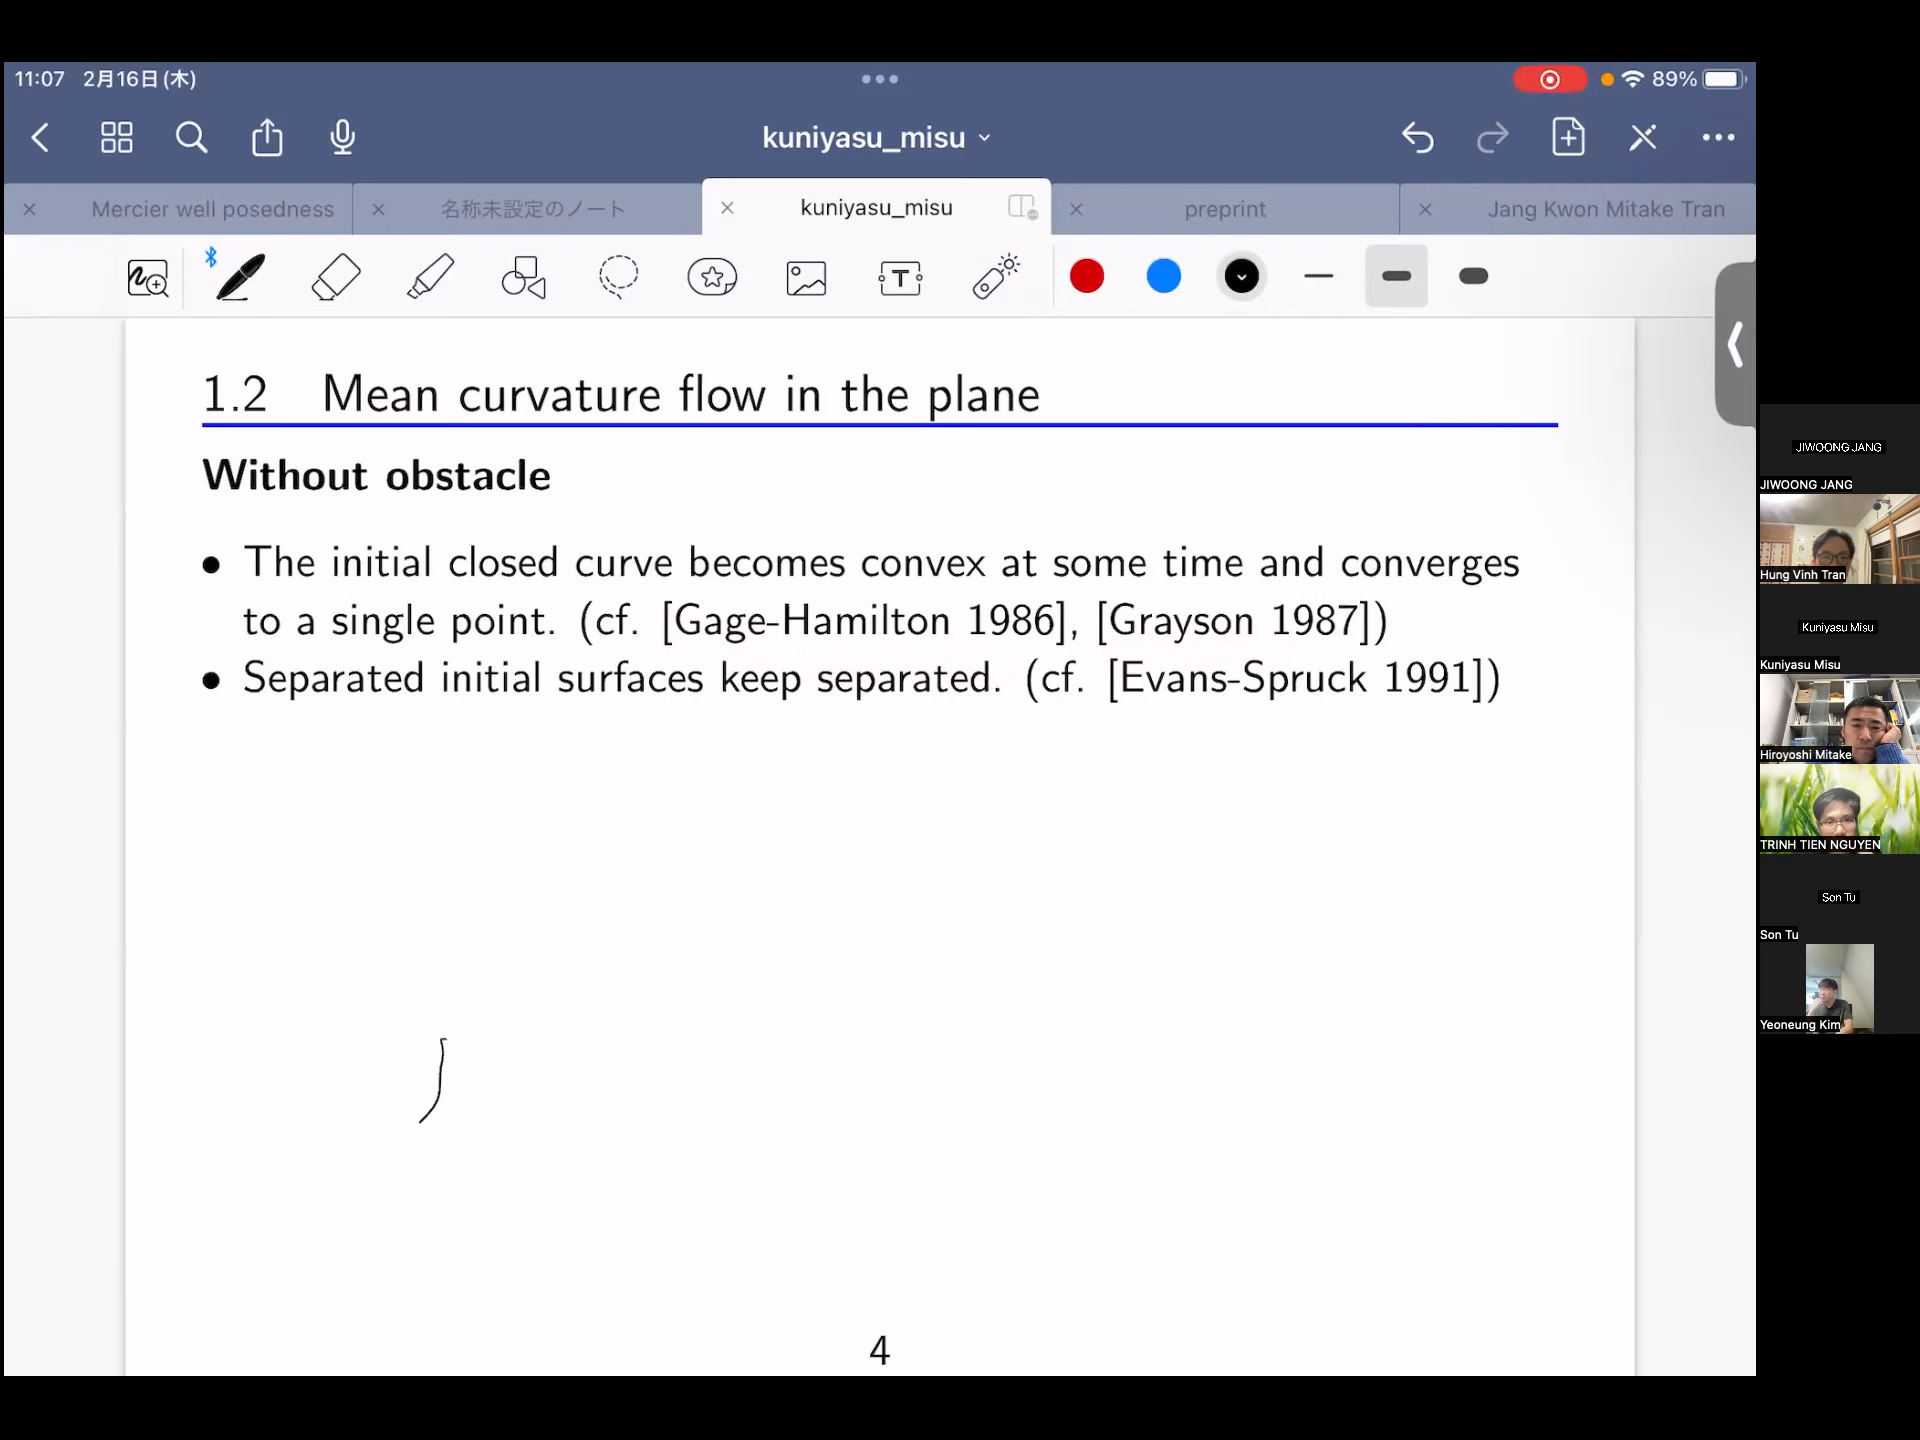 11:07 2月16日(木)
89%
kuniyasu_misu
Mercier well posedness
名称未設定のノート
kuniyasu_misu
preprint
Jang Kwon Mitake Tran
T
1.2 Mean curvature flow in the plane
Without obstacle
• The initial closed curve becomes convex at some time and converges
to a single point. (cf. [Gage-Hamilton 1986], [Grayson 1987])
• Separated initial surfaces keep separated. (cf. [Evans-Spruck 1991])
4
JIWOONG JANG
JIWOONG JANG
Hung Vinh Tran
Kuniyasu Misu
Kuniyasu Misu
Hiroyoshi Mitake
TRINH TIEN NGUYEN
Son Tu
Son Tu
Yeoneung Kim